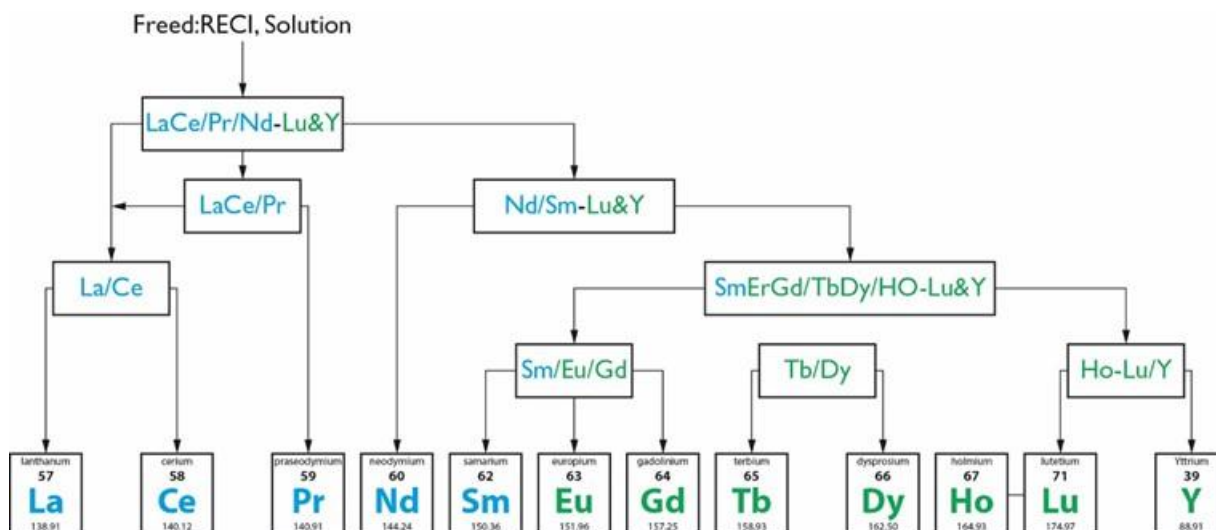 Freed:RECI, Solution
LaCe/Pr/Nd-Lu&Y
LaCe/Pr
Nd/Sm-Lu&Y
La/Ce
SmErGd/TbDy/HO-Lu&Y
Sm/Eu/Gd
Tb/Dy
Ho-Lu/Y
lanthanum
57
La
138.91
cerium
58
Ce
140.12
praseodymium
59
Pr
140.91
neodymium
60
Nd
144.24
samarium
62
Sm
150.36
europium
63
Eu
151.96
gadolinium
64
Gd
157.25
terbium
65
Tb
158.93
dysprosium
66
Dy
162.50
holmium
67
Ho
164.93
lutetium
71
Lu
174.97
Yttrium
39
Y
88.91